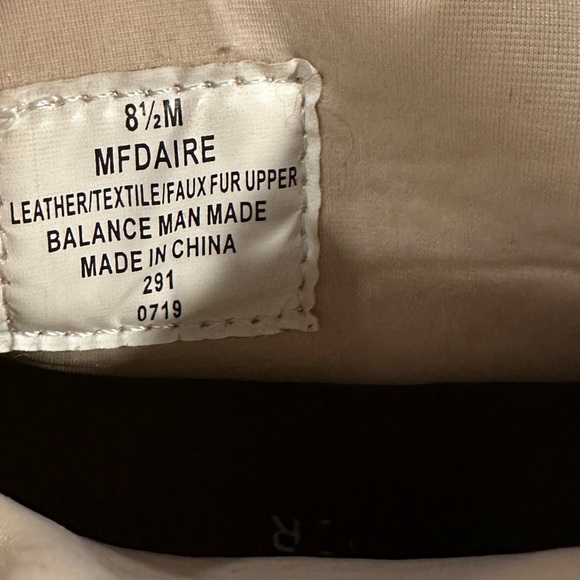 8½M
MFDAIRE
LEATHER/TEXTILE/FAUX FUR UPPER
BALANCE MAN MADE
MADE IN CHINA
291
0719